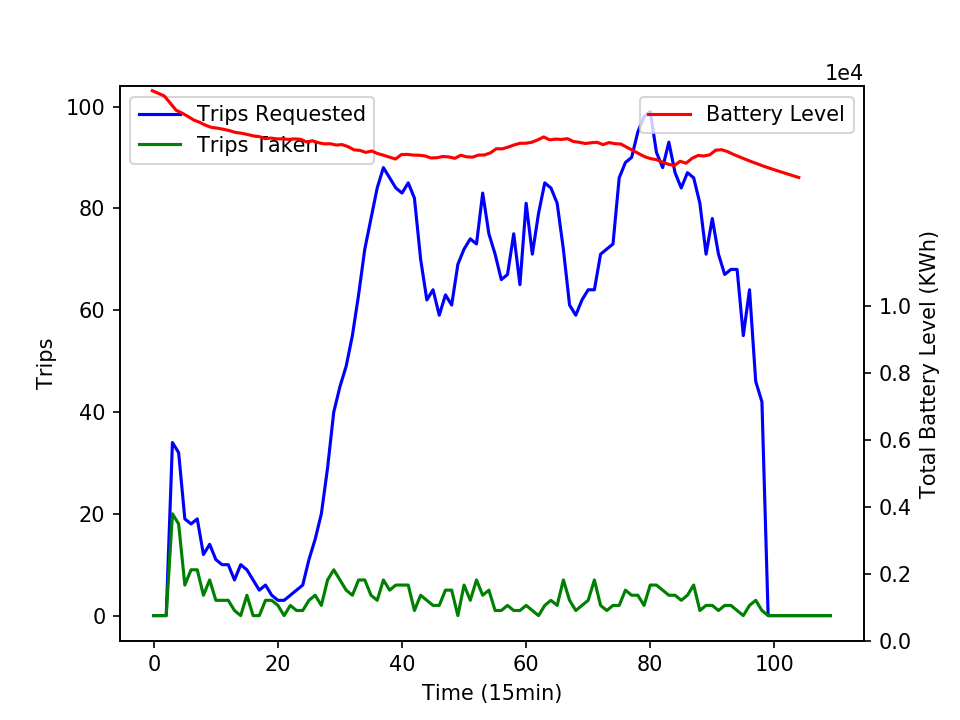 1e4
Trips Requested
Trips Taken
Battery Level
100
80
60
40
20
0
1.0
0.8
0.6
0.4
0.2
0.0
Trips
Total Battery Level (KWh)
0 20 40 60 80 100
Time (15min)